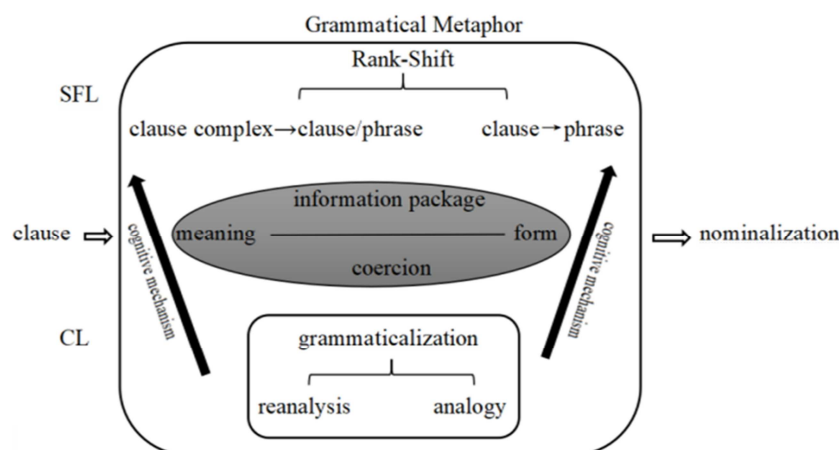 Grammatical Metaphor
Rank-Shift
SFL
clause complex→clause/phrase clause→phrase
information package
clause ⇨ meaning form ⇨ nominalization
coercion
cognitive mechanism
cognitive mechanism
CL
grammaticalization
reanalysis analogy